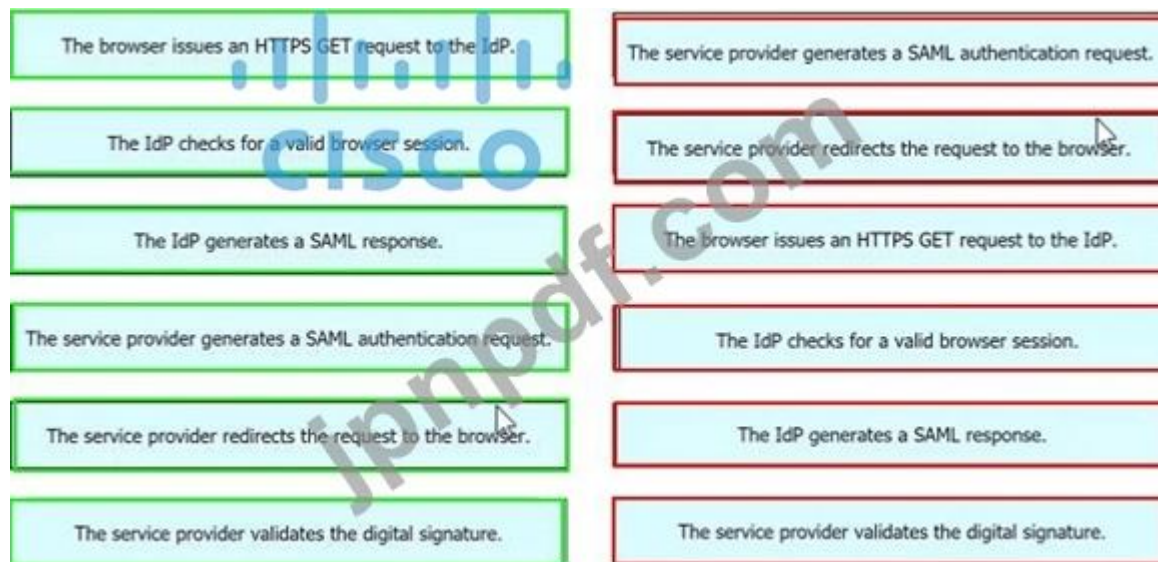 The browser issues an HTTPS GET request to the IdP.
The IdP checks for a valid browser session.
The IdP generates a SAML response.
The service provider generates a SAML authentication request.
The service provider redirects the request to the browser.
The service provider validates the digital signature.
The service provider generates a SAML authentication request.
The service provider redirects the request to the browser.
The browser issues an HTTPS GET request to the IdP.
The IdP checks for a valid browser session.
The IdP generates a SAML response.
The service provider validates the digital signature.
CISCO
jpnpdf.com